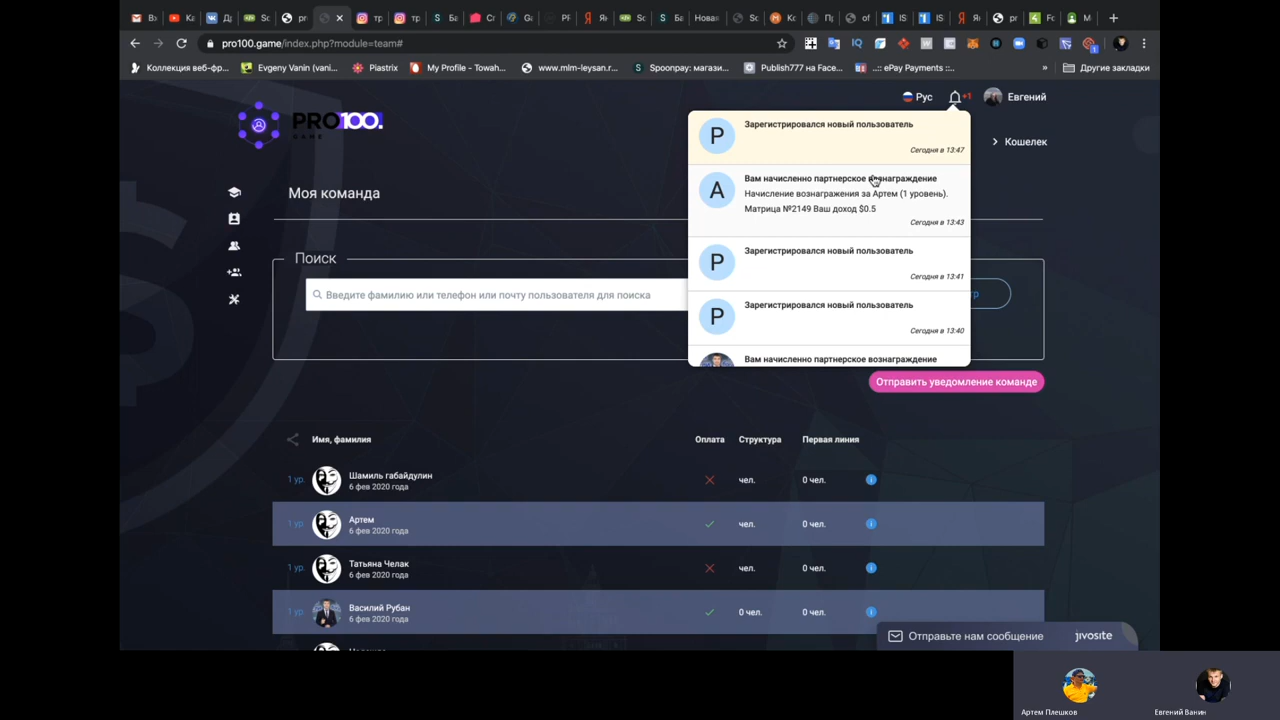 pro100.game/index.php?module=team#
Коллекция веб-фр...
Evgeny Vanin (vani...
Piastrix
My Profile - Towah...
www.mlm-leysan.r...
Spoonpay: магази...
Publish777 на Face...
..:: ePay Payments ::..
»
Другие закладки
Рус
+1
Евгений
PRO100!
GAME
Кошелек
Моя команда
Зарегистрировался новый пользователь
Сегодня в 13:47
Вам начисленно партнерское вознаграждение
Начисление вознагражения за Артем (1 уровень).
Матрица №2149 Ваш доход $0.5
Сегодня в 13:43
Зарегистрировался новый пользователь
Сегодня в 13:41
Зарегистрировался новый пользователь
Сегодня в 13:40
Вам начисленно партнерское вознаграждение
P
A
P
P
Поиск
Введите фамилию или телефон или почту пользователя для поиска
Отправить уведомление команде
Имя, фамилия Оплата Структура Первая линия
1 ур. Шамиль габайдулин чел. 0 чел.
6 фев 2020 года
1 ур Артем чел. 0 чел.
6 фев 2020 года
1 ур. Татьяна Челак чел. 0 чел.
6 фев 2020 года
1 ур Василий Рубан 0 чел. 0 чел.
6 фев 2020 года
Отправьте нам сообщение jivosite
Артем Плешков
Евгений Ванин